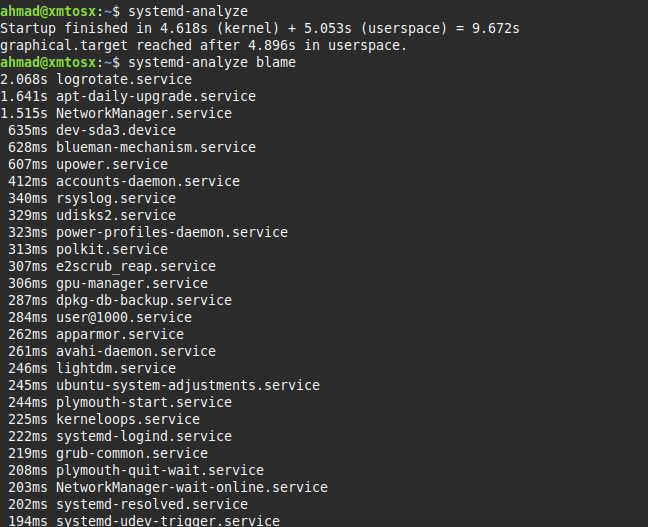 ahmad@xmtosx:~$ systemd-analyze
Startup finished in 4.618s (kernel) + 5.053s (userspace) = 9.672s
graphical.target reached after 4.896s in userspace.
ahmad@xmtosx:~$ systemd-analyze blame
2.068s logrotate.service
1.641s apt-daily-upgrade.service
1.515s NetworkManager.service
635ms dev-sda3.device
628ms blueman-mechanism.service
607ms upower.service
412ms accounts-daemon.service
340ms rsyslog.service
329ms udisks2.service
323ms power-profiles-daemon.service
313ms polkit.service
307ms e2scrub_reap.service
306ms gpu-manager.service
287ms dpkg-db-backup.service
284ms user@1000.service
262ms apparmor.service
261ms avahi-daemon.service
246ms lightdm.service
245ms ubuntu-system-adjustments.service
244ms plymouth-start.service
225ms kerneloops.service
222ms systemd-logind.service
219ms grub-common.service
208ms plymouth-quit-wait.service
203ms NetworkManager-wait-online.service
202ms systemd-resolved.service
194ms systemd-udev-trigger.service